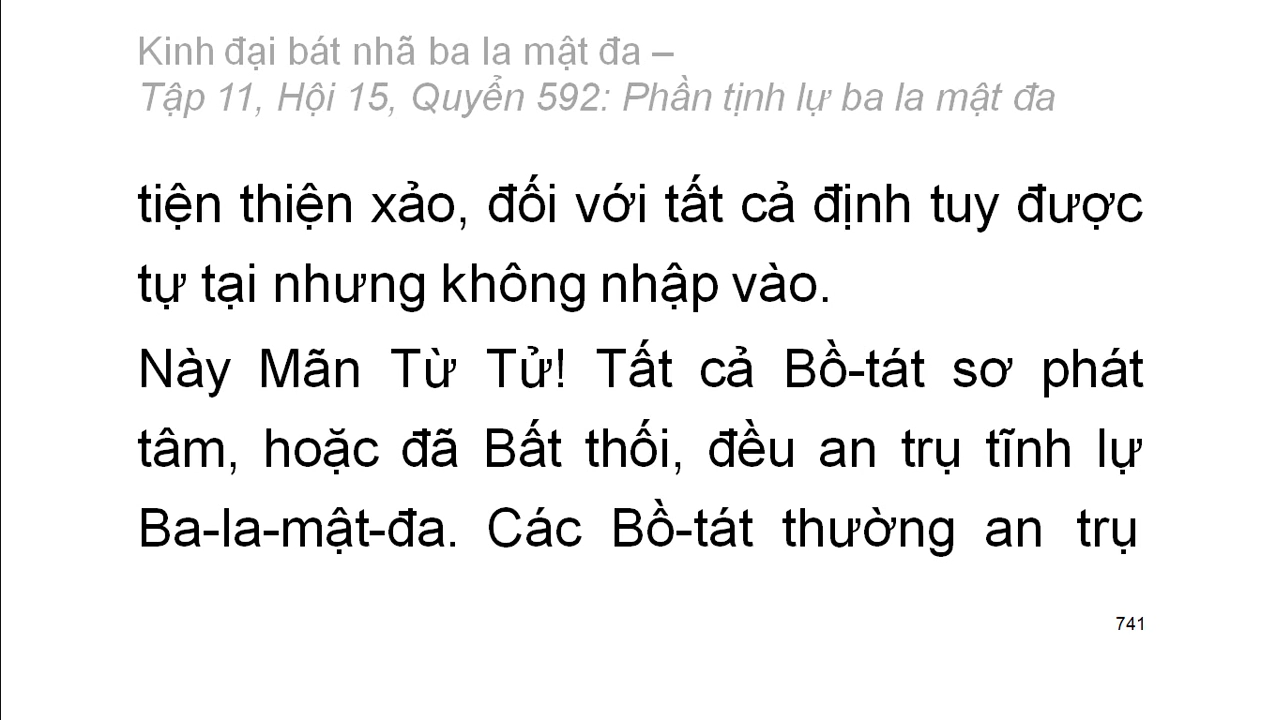 Kinh đại bát nhã ba la mật đa –
Tập 11, Hội 15, Quyển 592: Phần tịnh lự ba la mật đa
tiện thiện xảo, đối với tất cả định tuy được
tự tại nhưng không nhập vào.
Này Mãn Từ Tử! Tất cả Bồ-tát sơ phát
tâm, hoặc đã Bất thối, đều an trụ tĩnh lự
Ba-la-mật-đa. Các Bồ-tát thường an trụ
741